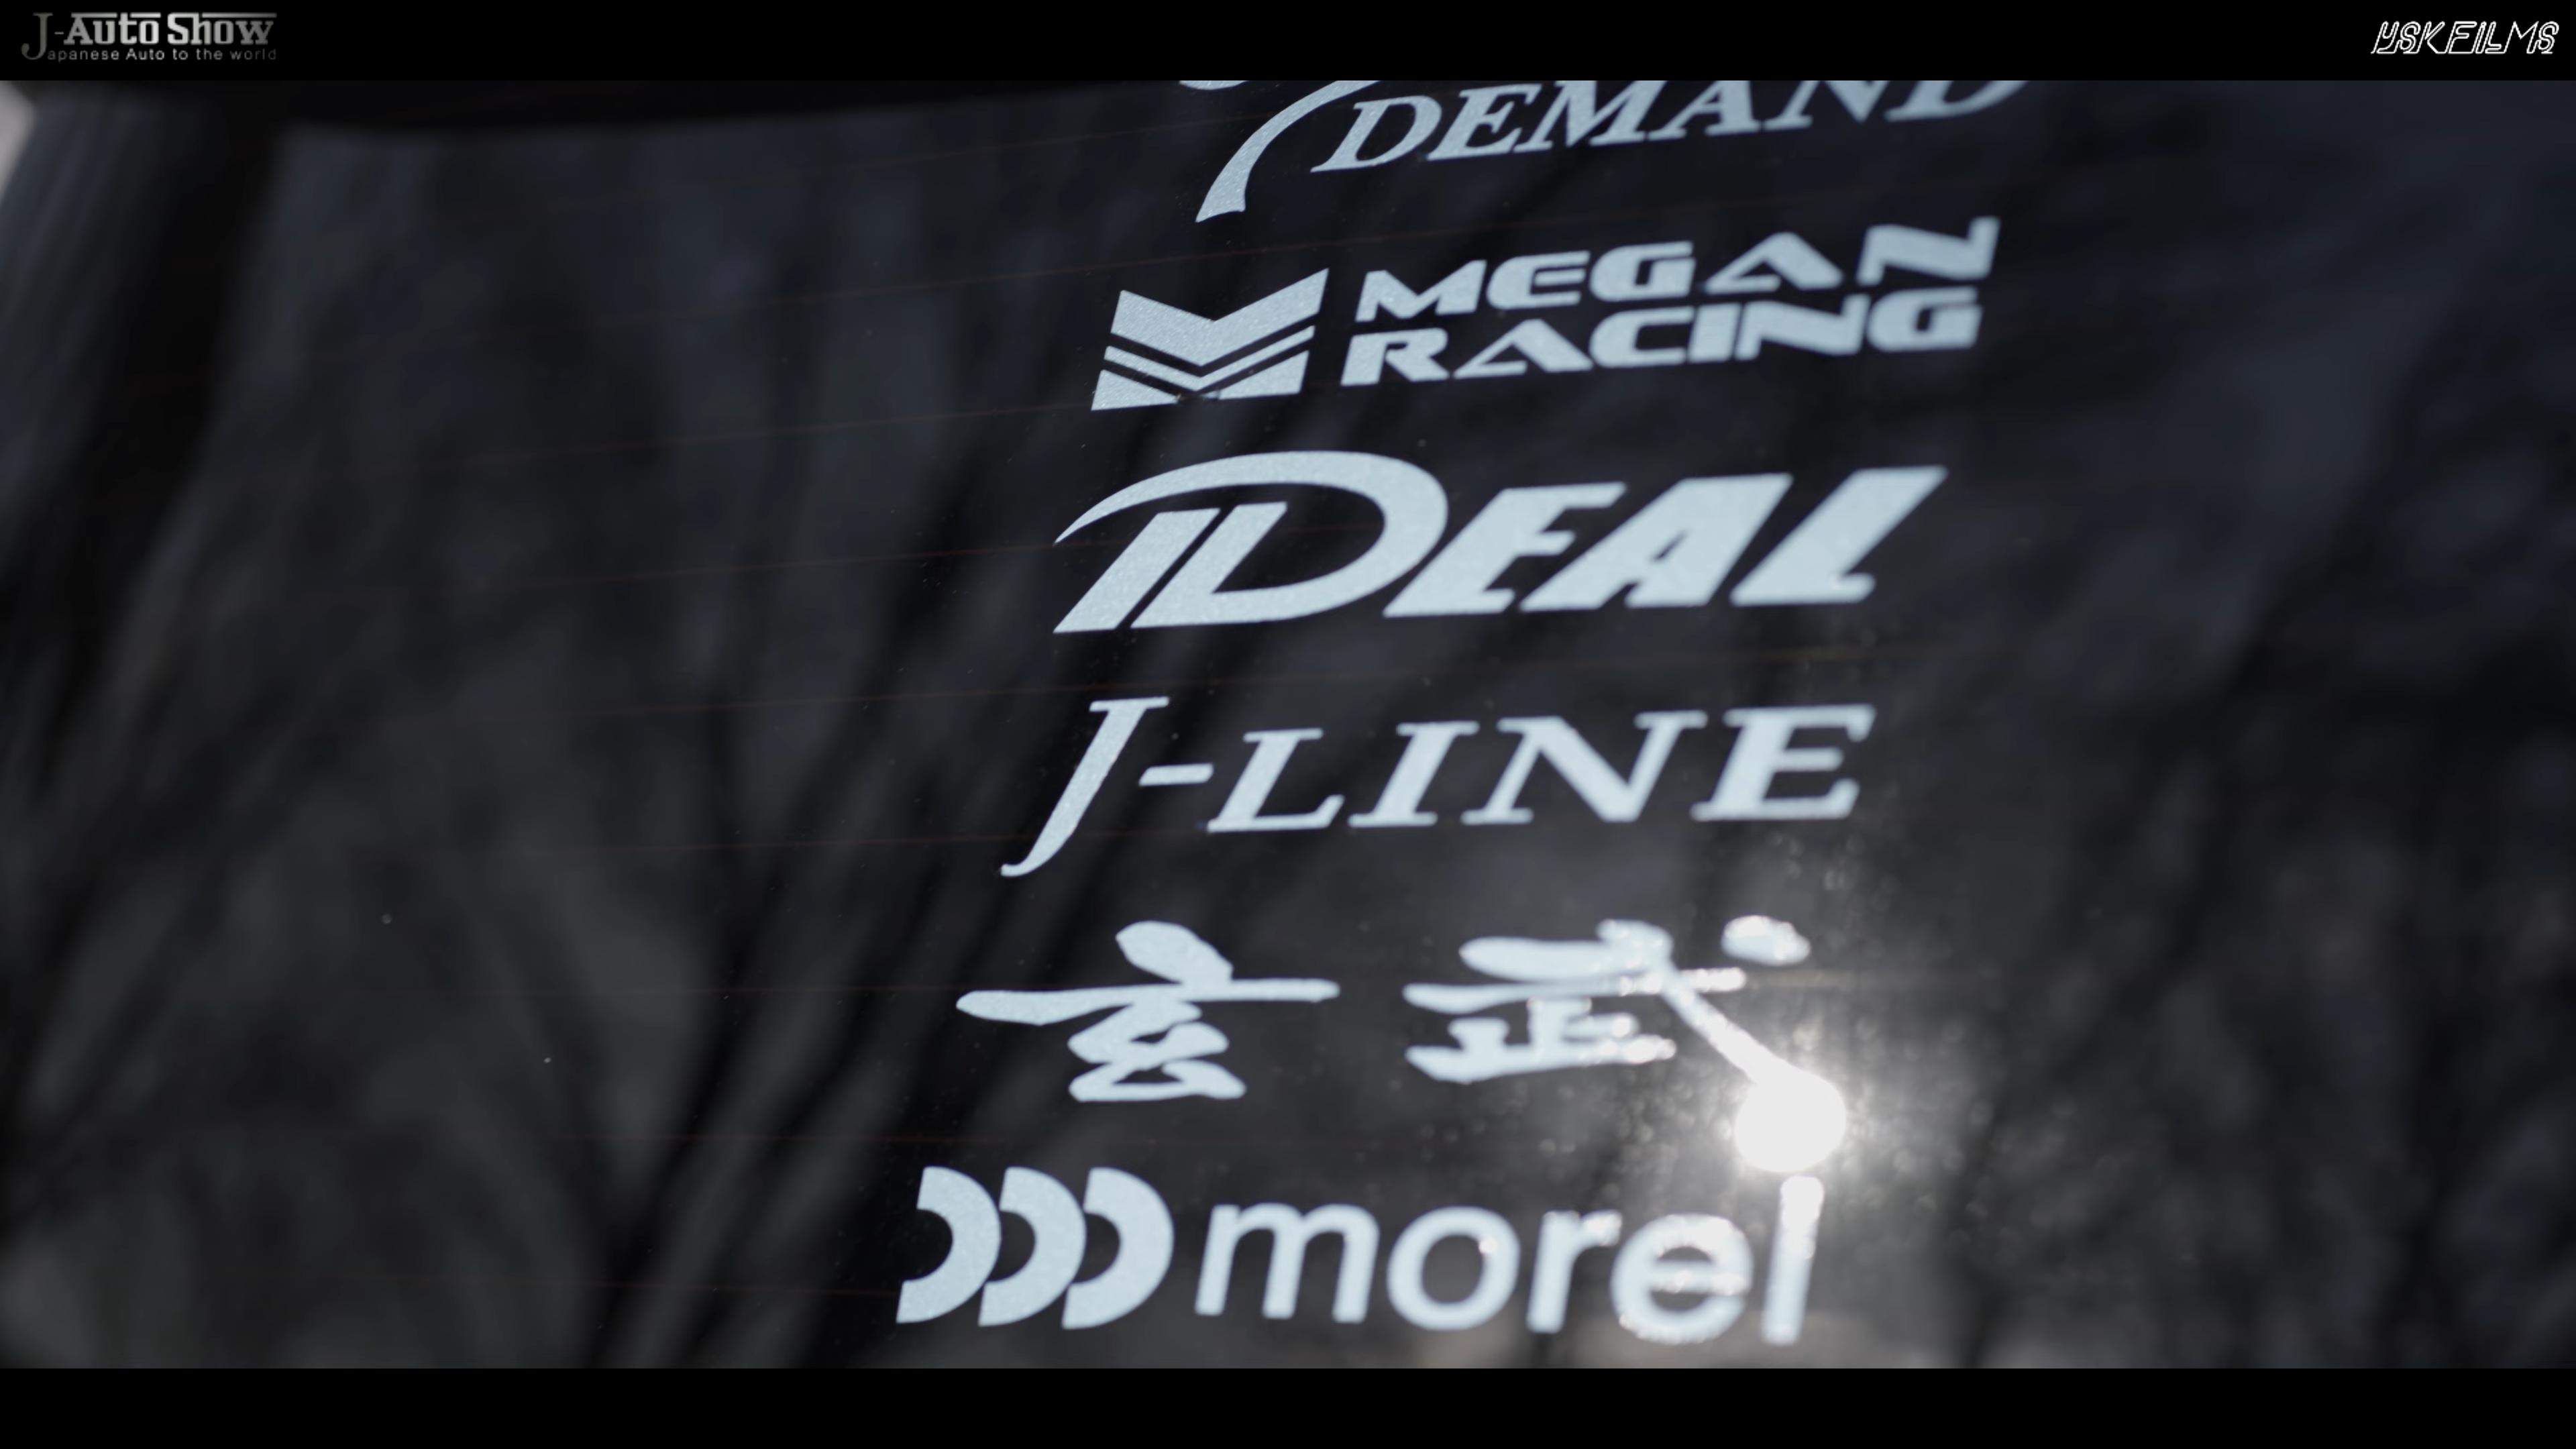 J-Auto Show
Japanese Auto to the world
YSKFILMS
DEMAND
MEGAN
RACING
IDEAL
J-LINE
玄武
morel